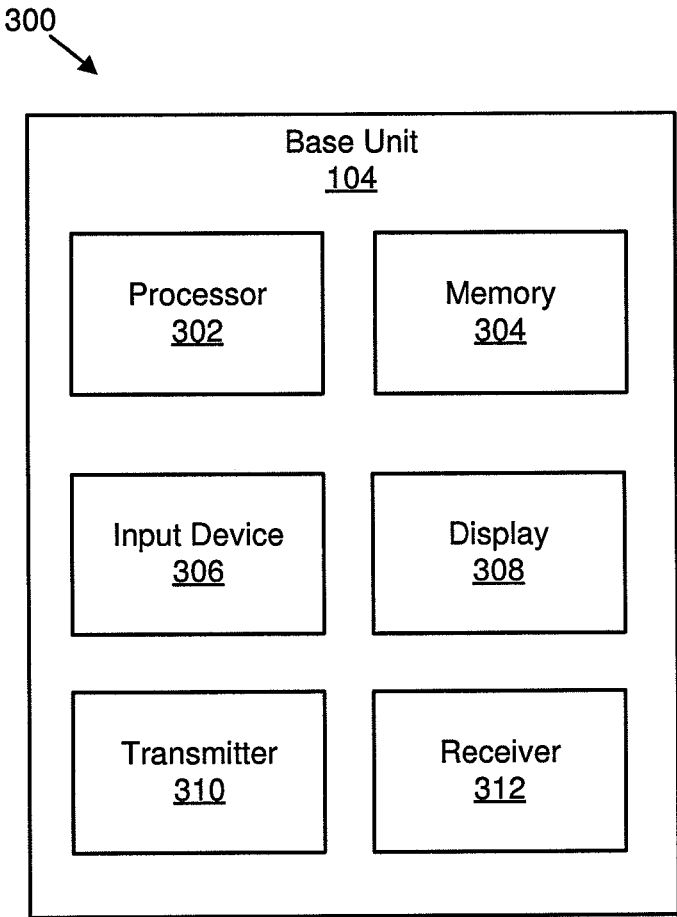 300
Base Unit
104
Processor
302
Memory
304
Input Device
306
Display
308
Transmitter
310
Receiver
312